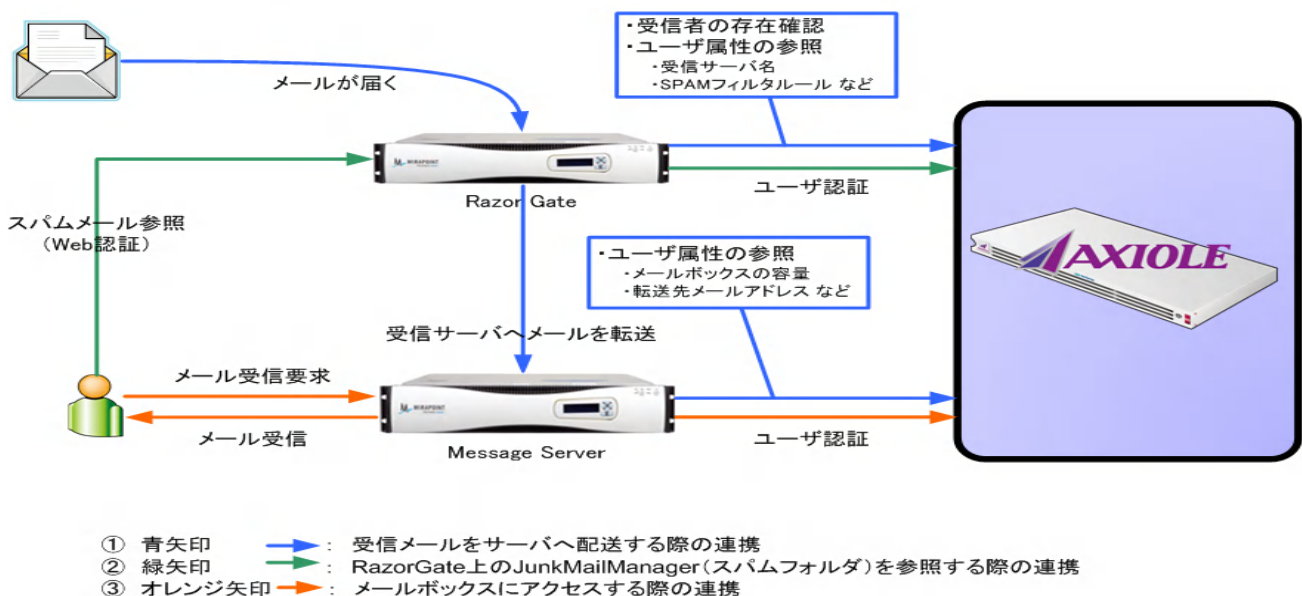 ・受信者の存在確認
・ユーザ属性の参照
・受信サーバ名
・SPAMフィルタルール など
メールが届く
MIRAPOINT
Razor Gate
ユーザ認証
スパムメール参照
(Web認証)
AXIOLE
・ユーザ属性の参照
・メールボックスの容量
・転送先メールアドレス など
受信サーバへメールを転送
メール受信要求
MIRAPOINT
メール受信
Message Server
ユーザ認証
① 青矢印 : 受信メールをサーバへ配送する際の連携
② 緑矢印 : RazorGate上のJunkMailManager(スパムフォルダ)を参照する際の連携
③ オレンジ矢印 : メールボックスにアクセスする際の連携